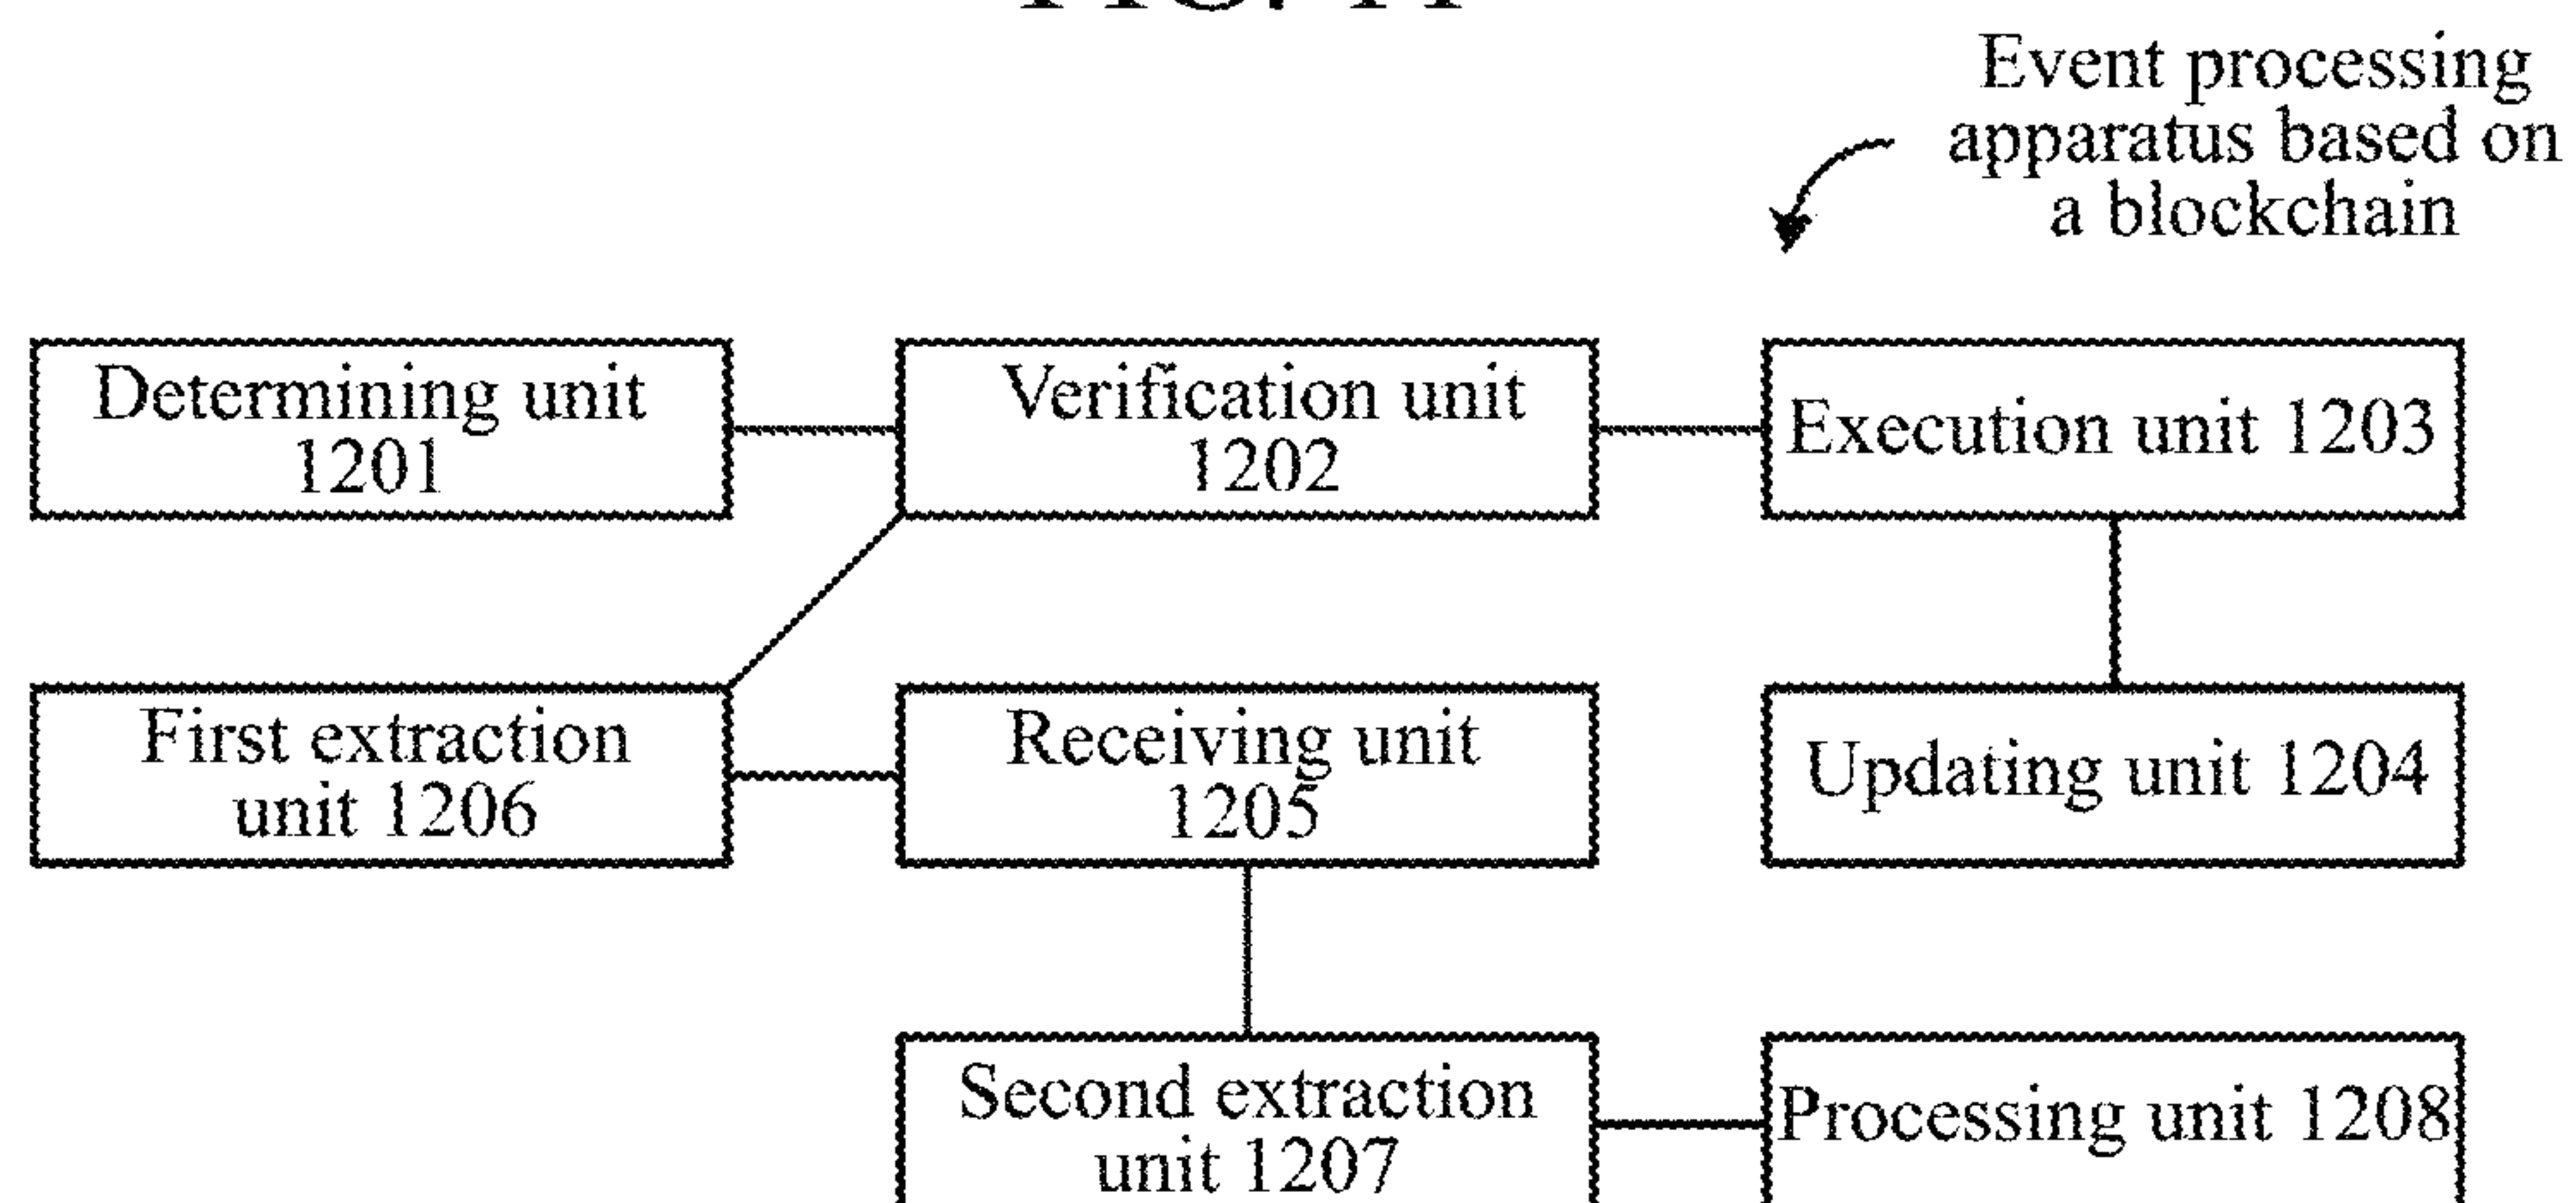 Event processing
apparatus based on
a blockchain
Determining unit
1201
Verification unit
1202
Execution unit 1203
First extraction
unit 1206
Receiving unit
1205
Updating unit 1204
Second extraction
unit 1207
Processing unit 1208